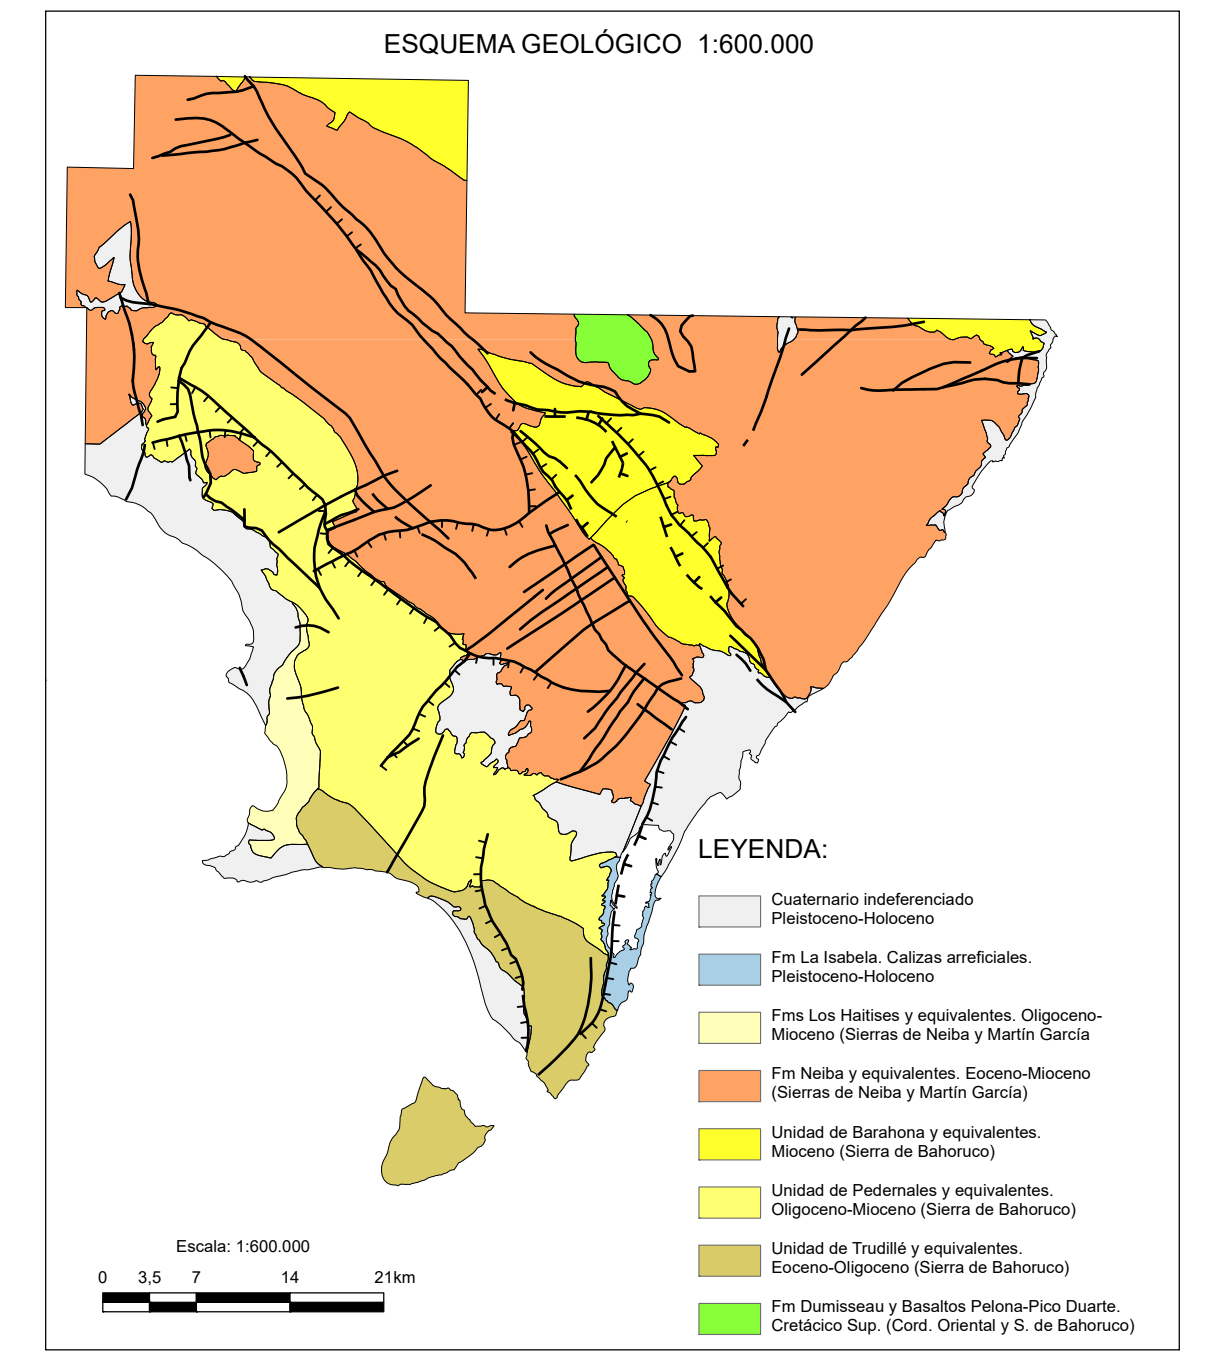 ESQUEMA GEOLÓGICO 1:600.000
LEYENDA:
Cuaternario indeferenciado
Pleistoceno-Holoceno
Fm La Isabela. Calizas arreficiales.
Pleistoceno-Holoceno
Fms Los Haitises y equivalentes. Oligoceno-
Mioceno (Sierras de Neiba y Martín García
Fm Neiba y equivalentes. Eoceno-Mioceno
(Sierras de Neiba y Martín García)
Unidad de Barahona y equivalentes.
Mioceno (Sierra de Bahoruco)
Unidad de Pedernales y equivalentes.
Oligoceno-Mioceno (Sierra de Bahoruco)
Unidad de Trudillé y equivalentes.
Eoceno-Oligoceno (Sierra de Bahoruco)
Fm Dumisseau y Basaltos Pelona-Pico Duarte.
Cretácico Sup. (Cord. Oriental y S. de Bahoruco)
Escala: 1:600.000
0 3,5 7 14 21km